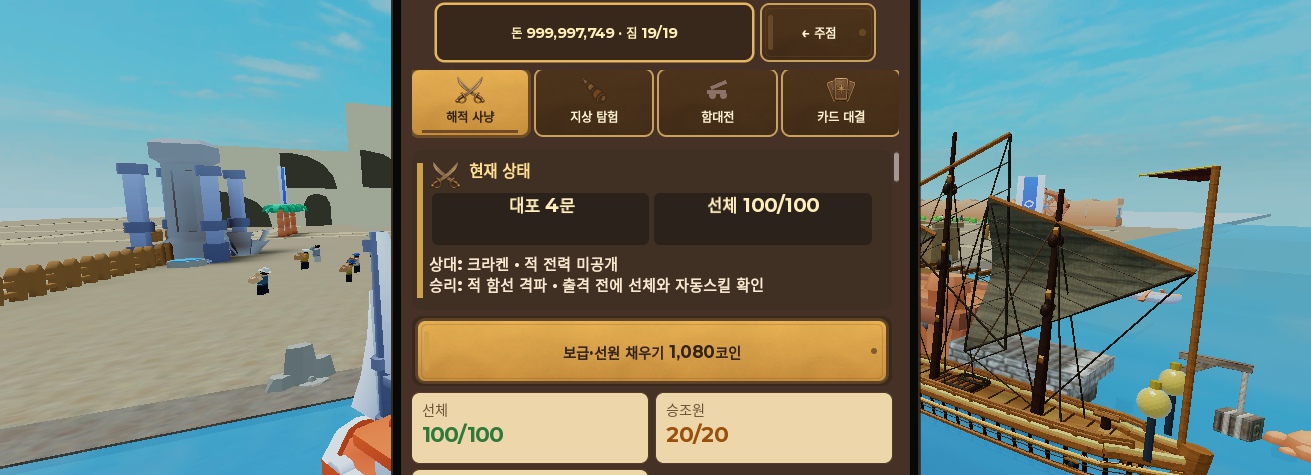 돈 999,997,749 · 짐 19/19
← 주점
해적 사냥
지상 탐험
함대전
카드 대결
현재 상태
대포 4문
선체 100/100
상대: 크라켄 • 적 전력 미공개
승리: 적 함선 격파 • 출격 전에 선체와 자동스킬 확인
보급·선원 채우기 1,080코인
선체
승조원
100/100
20/20